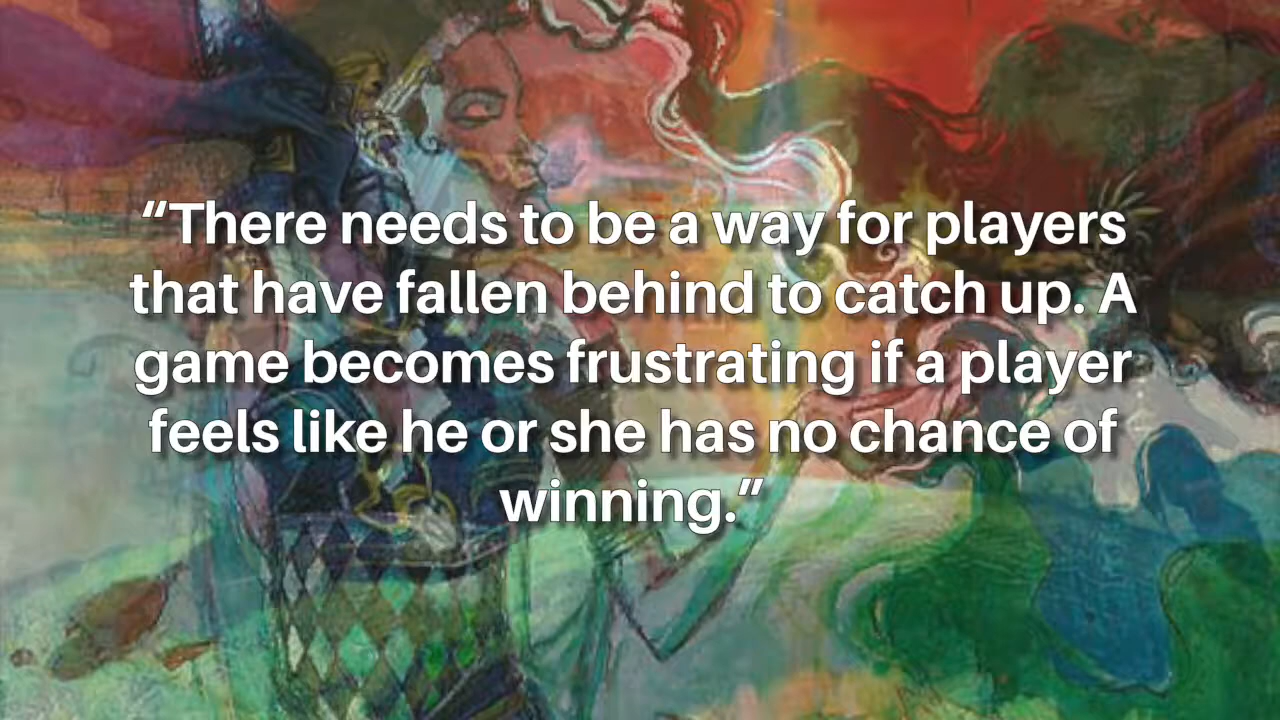 “There needs to be a way for players
that have fallen behind to catch up. A
game becomes frustrating if a player
feels like he or she has no chance of
winning.”